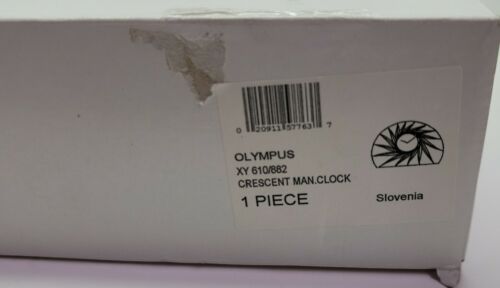 0 20911 57763 7
OLYMPUS
XY 610/882
CRESCENT MAN.CLOCK
1 PIECE
Slovenia